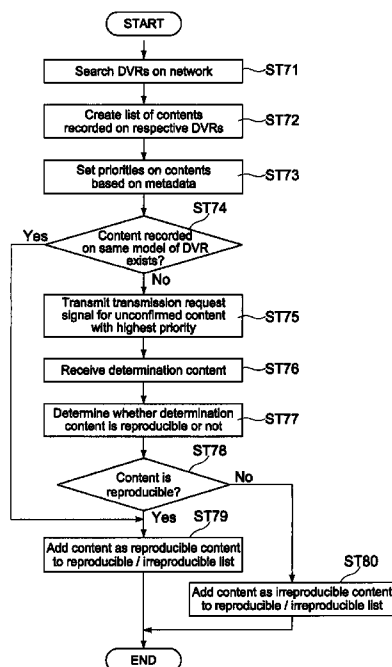 START
Search DVRs on network
ST71
Create list of contents
recorded on respective DVRs
ST72
Set priorities on contents
based on metadata
ST73
ST74
Yes
Content recorded
on same model of DVR
exists?
No
Transmit transmission request
signal for unconfirmed content
with highest priority
ST75
Receive determination content
ST76
Determine whether determination
content is reproducible or not
ST77
ST78
Content is
reproducible?
No
Yes
ST79
Add content as reproducible content
to reproducible / irreproducible list
ST80
Add content as irreproducible content
to reproducible / irreproducible list
END